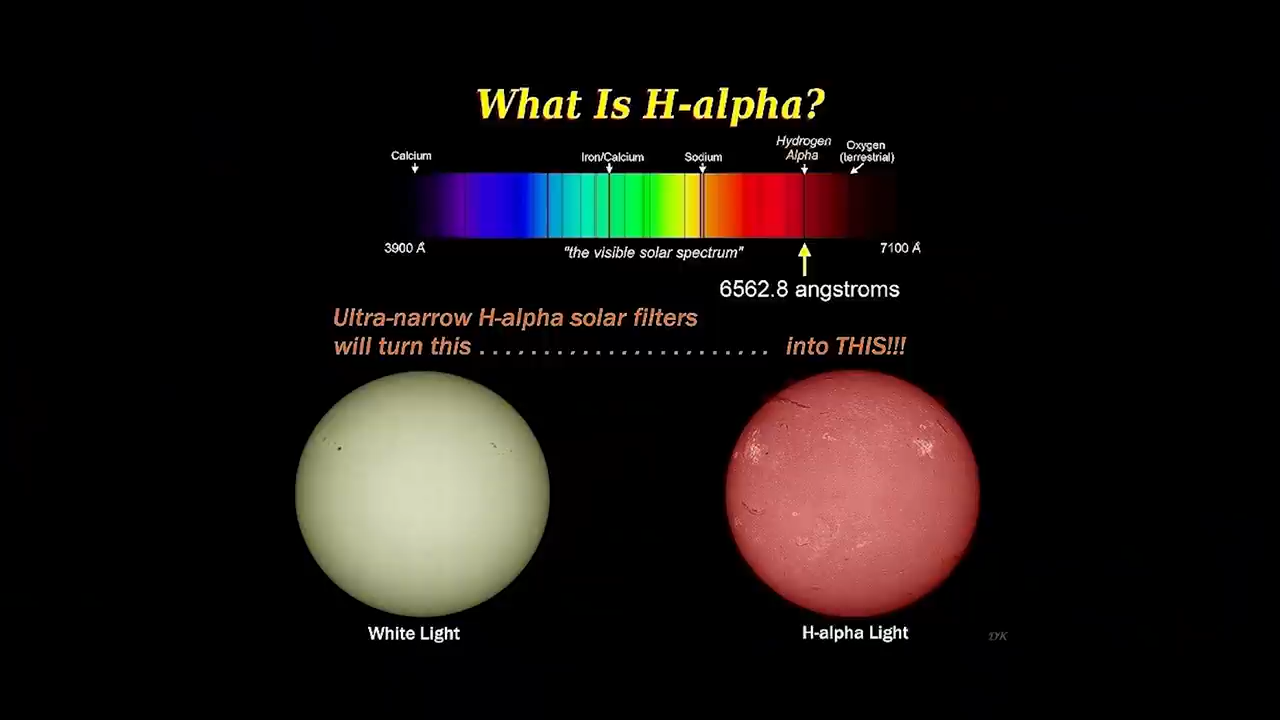 What Is H-alpha?
Calcium
Iron/Calcium
Sodium
Hydrogen
Alpha
Oxygen
(terrestrial)
3900 Å
"the visible solar spectrum"
7100 Å
6562.8 angstroms
Ultra-narrow H-alpha solar filters
will turn this . . . . . . . . . . . . . . . . . . . . . . . into THIS!!!
White Light
H-alpha Light
DK